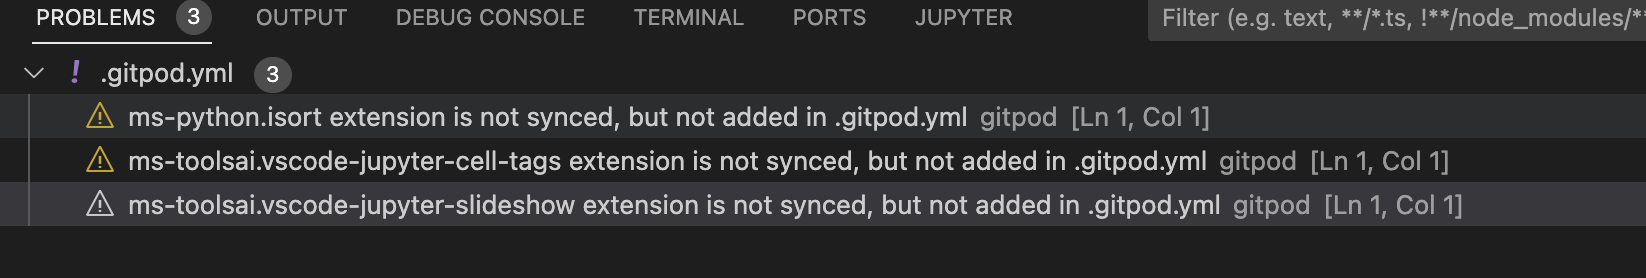 PROBLEMS 3 OUTPUT DEBUG CONSOLE TERMINAL PORTS JUPYTER Filter (e.g. text, **/*.ts, !**/node_modules/**
! .gitpod.yml 3
ms-python.isort extension is not synced, but not added in .gitpod.yml gitpod [Ln 1, Col 1]
ms-toolsai.vscode-jupyter-cell-tags extension is not synced, but not added in .gitpod.yml gitpod [Ln 1, Col 1]
ms-toolsai.vscode-jupyter-slideshow extension is not synced, but not added in .gitpod.yml gitpod [Ln 1, Col 1]